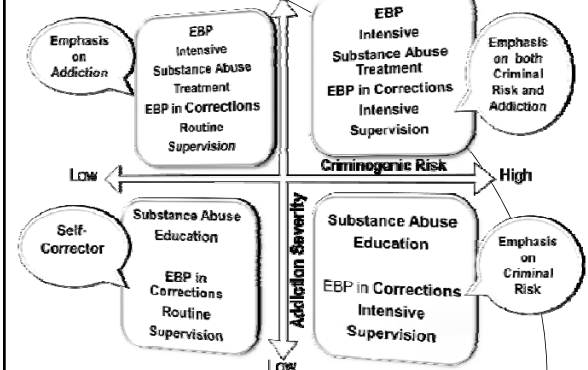 Emphasis
on
Addiction
EBP
Intensive
Substance Abuse
Treatment
EBP in Corrections
Routine
Supervision
EBP
Intensive
Substance Abuse
Treatment
EBP in Corrections
Intensive
Supervision
Emphasis
on both
Criminal
Risk and
Addiction
Criminogenic Risk
Low
High
Addiction Severity
Self-
Corrector
Substance Abuse
Education
EBP in
Corrections
Routine
Supervision
Substance Abuse
Education
EBP in Corrections
Intensive
Supervision
Emphasis
on
Criminal
Risk
Low